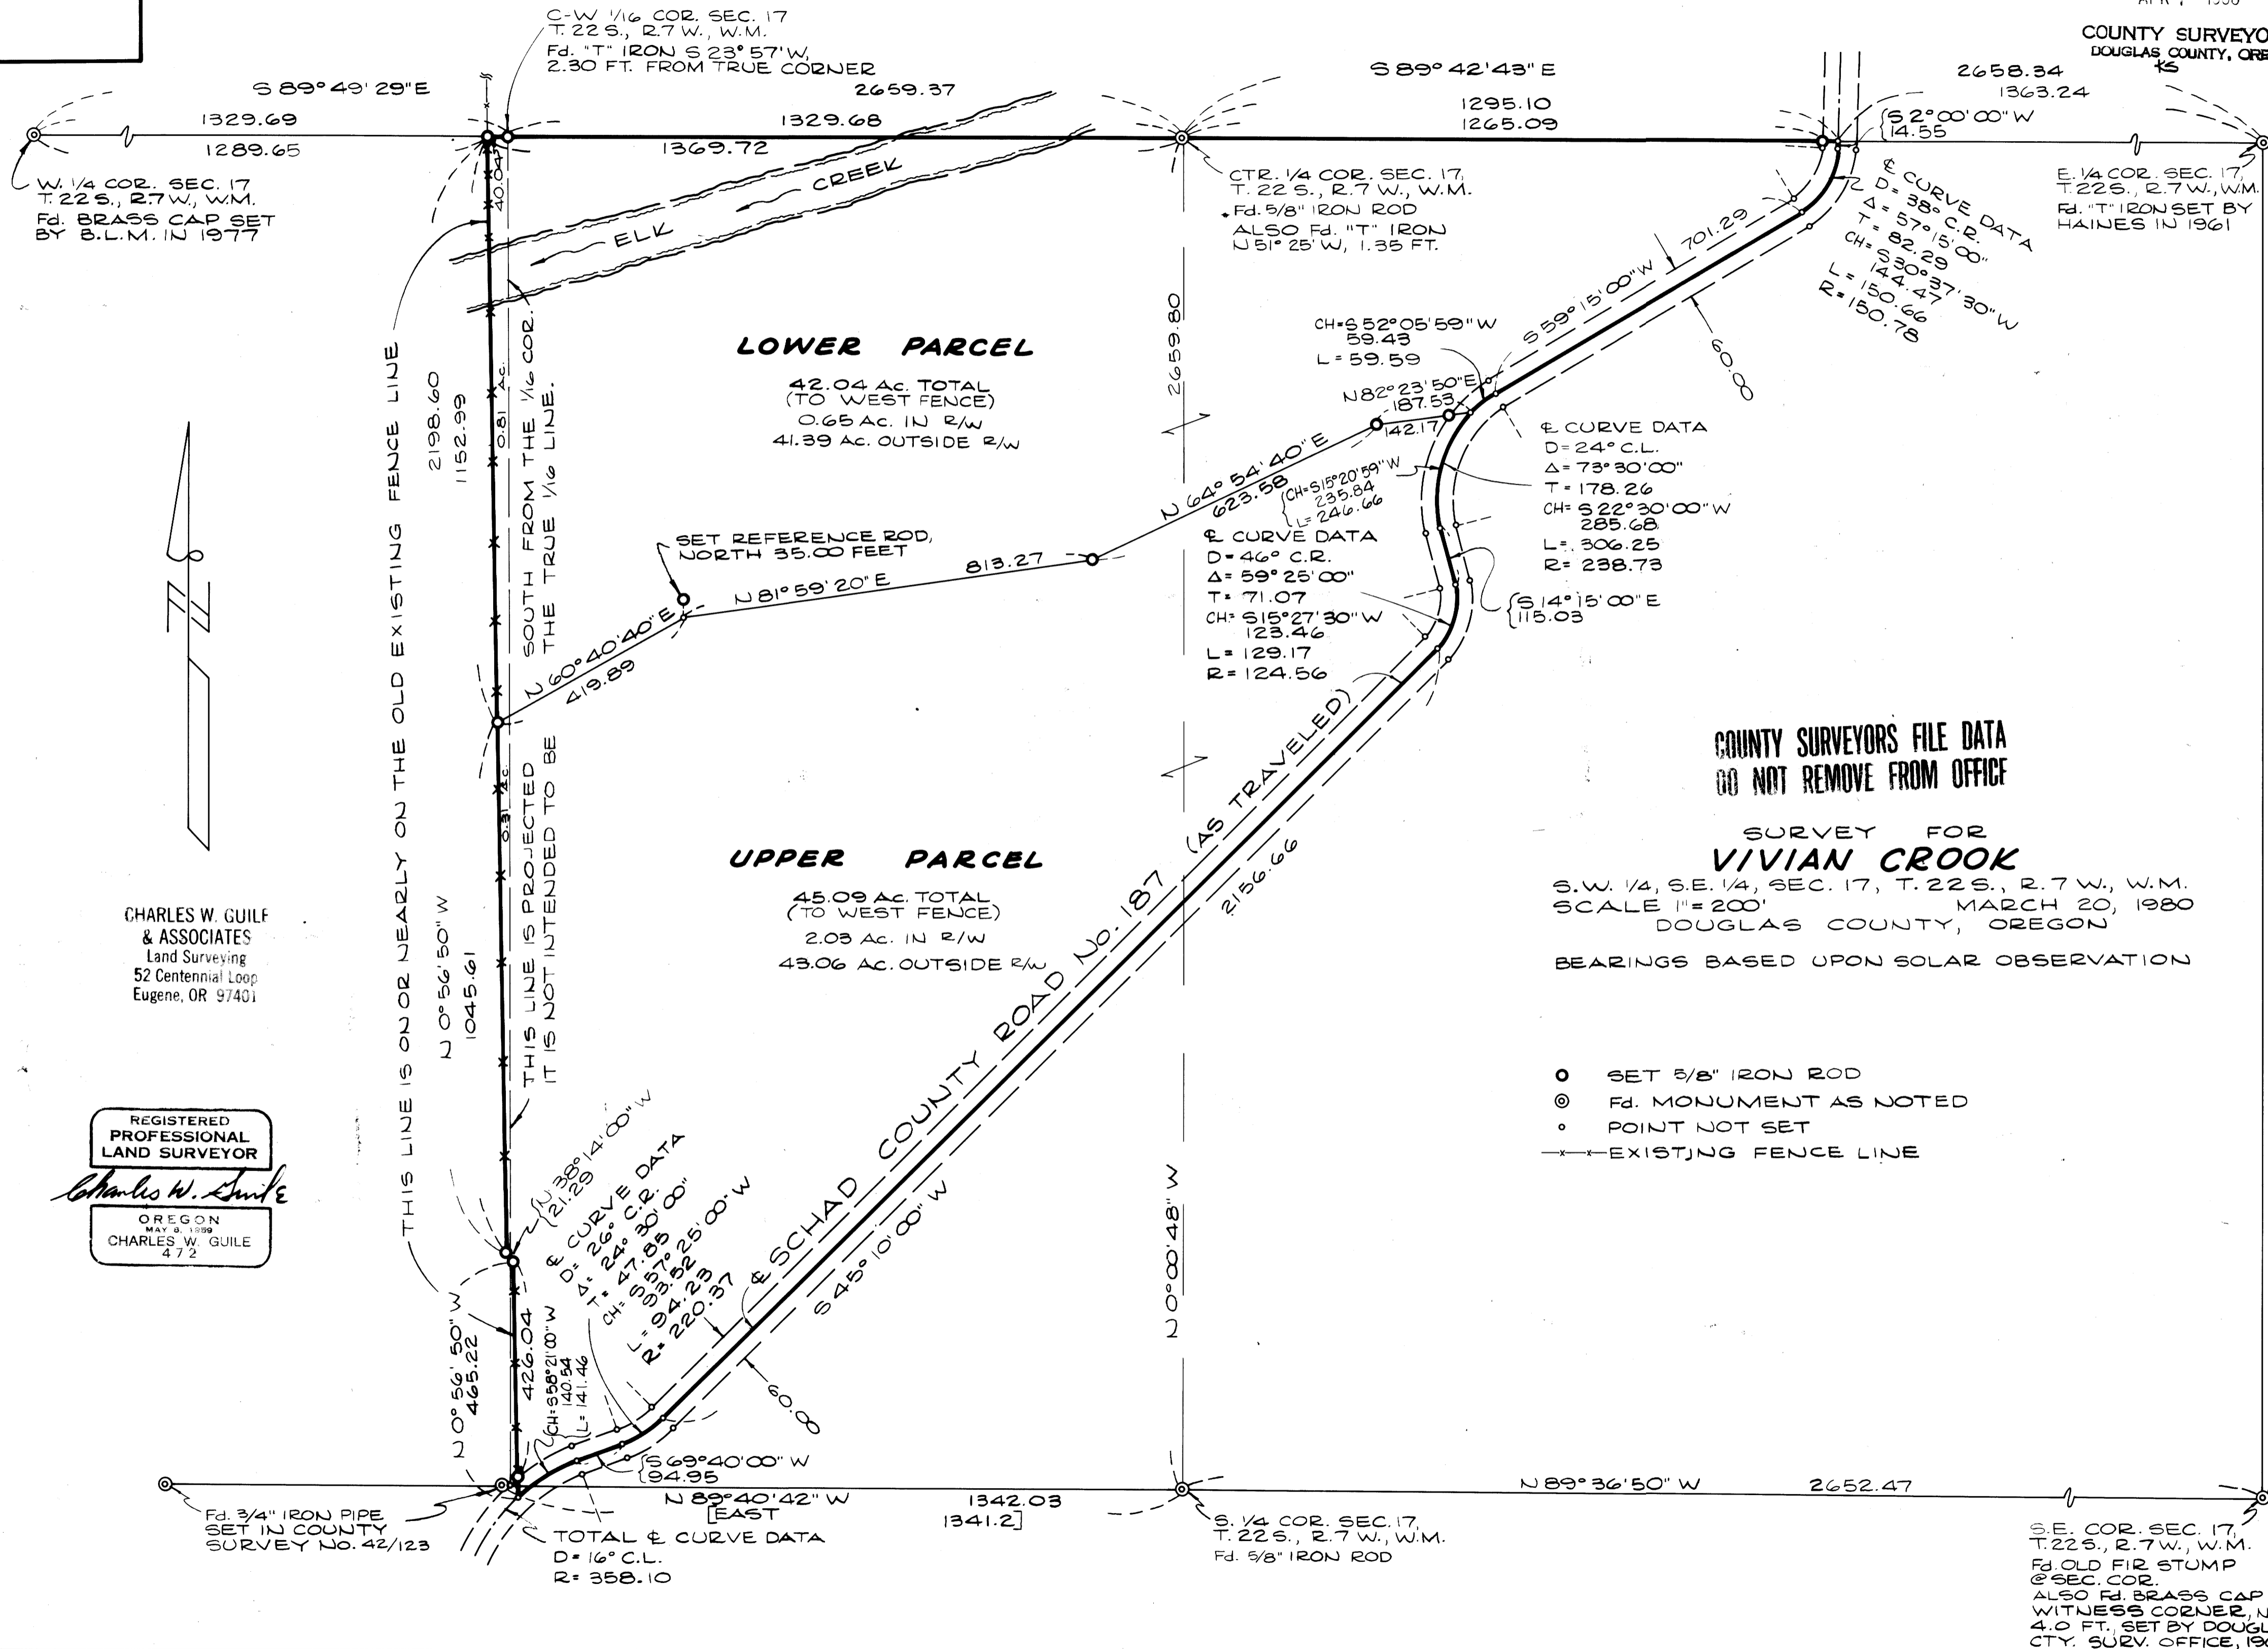 COUNTY SURVEYO
DOUGLAS COUNTY, ORE
KS
C-W 1/16 COR. SEC. 17
T. 22 S., R.7 W., W.M.
Fd. "T" IRON S 23° 57' W,
2.30 FT. FROM TRUE CORNER
S 89° 49' 29" E
2659.37
S 89° 42' 43" E
2658.34
1363.24
1329.69
1289.65
1329.68
1369.72
1295.10
1265.09
{S 2° 00' 00" W
14.55
W. 1/4 COR. SEC. 17
T. 22 S., R.7 W., W.M.
Fd. BRASS CAP SET
BY B.L.M. IN 1977
40.04
CREEK
ELK
CTR. 1/4 COR. SEC. 17,
T. 22 S., R.7 W., W.M.
Fd. 5/8" IRON ROD
ALSO Fd. "T" IRON
N 51° 25' W, 1.35 FT.
E. 1/4 COR. SEC. 17,
T. 22 S., R.7 W., W.M.
Fd. "T" IRON SET BY
HAINES IN 1961
℄ CURVE DATA
D = 38° C.R.
Δ = 57° 15' 00"
T = 82.29
CH = S 30° 37' 30" W
144.47
L = 150.66
R = 150.78
701.29
S 59° 15' 00" W
60.00
LOWER PARCEL
42.04 Ac. TOTAL
(TO WEST FENCE)
0.65 Ac. IN R/W
41.39 Ac. OUTSIDE R/W
2659.80
CH = S 52° 05' 59" W
59.43
L = 59.59
N 82° 23' 50" E
187.53
142.17
2198.60
1152.99
0.81 Ac.
N 64° 54' 40" E
623.58
{CH = S 15° 20' 59" W
235.84
L = 246.66
℄ CURVE DATA
D = 24° C.L.
Δ = 73° 30' 00"
T = 178.26
CH = S 22° 30' 00" W
285.68
L = 306.25
R = 238.73
℄ CURVE DATA
D = 46° C.R.
Δ = 59° 25' 00"
T = 71.07
CH = S 15° 27' 30" W
123.46
L = 129.17
R = 124.56
{S 14° 15' 00" E
115.03
SET REFERENCE ROD,
NORTH 35.00 FEET
N 81° 59' 20" E
813.27
N 60° 40' 40" E
419.89
THIS LINE IS ON OR NEARLY ON THE OLD EXISTING FENCE LINE
THIS LINE IS PROJECTED SOUTH FROM THE 1/16 COR.
IT IS NOT INTENDED TO BE THE TRUE 1/16 LINE.
N
0.31 Ac.
N 0° 56' 50" W
1045.61
UPPER PARCEL
45.09 Ac. TOTAL
(TO WEST FENCE)
2.03 Ac. IN R/W
43.06 Ac. OUTSIDE R/W
℄ SCHAD COUNTY ROAD No. 187 (AS TRAVELED)
2156.66
S 45° 10' 00" W
COUNTY SURVEYORS FILE DATA
DO NOT REMOVE FROM OFFICE
SURVEY FOR
VIVIAN CROOK
S.W. 1/4, S.E. 1/4, SEC. 17, T. 22 S., R. 7 W., W.M.
SCALE 1" = 200' MARCH 20, 1980
DOUGLAS COUNTY, OREGON
BEARINGS BASED UPON SOLAR OBSERVATION
SET 5/8" IRON ROD
Fd. MONUMENT AS NOTED
POINT NOT SET
EXISTING FENCE LINE
CHARLES W. GUILE
& ASSOCIATES
Land Surveying
52 Centennial Loop
Eugene, OR 97401
REGISTERED
PROFESSIONAL
LAND SURVEYOR
Charles W. Guile
OREGON
MAY 8, 1959
CHARLES W. GUILE
472
{N 38° 14' 00" W
21.29
℄ CURVE DATA
D = 26° C.R.
Δ = 24° 30' 00"
T = 47.85
CH = S 57° 25' 00" W
93.52
L = 94.23
R = 220.37
N 0° 00' 48" W
N 0° 56' 50" W
465.22
426.04
{CH = S 58° 21' 00" W
140.54
L = 141.46
60.00
{S 69° 40' 00" W
94.95
N 89° 40' 42" W
1342.03
[EAST
1341.2]
N 89° 36' 50" W
2652.47
Fd. 3/4" IRON PIPE
SET IN COUNTY
SURVEY NO. 42/123
TOTAL ℄ CURVE DATA
D = 16° C.L.
R = 358.10
S. 1/4 COR. SEC. 17,
T. 22 S., R.7 W., W.M.
Fd. 5/8" IRON ROD
S.E. COR. SEC. 17,
T. 22 S., R.7 W., W.M.
Fd. OLD FIR STUMP
@ SEC. COR.
ALSO Fd. BRASS CAP
WITNESS CORNER, N
4.0 FT., SET BY DOUG
CTY. SURV. OFFICE, 19